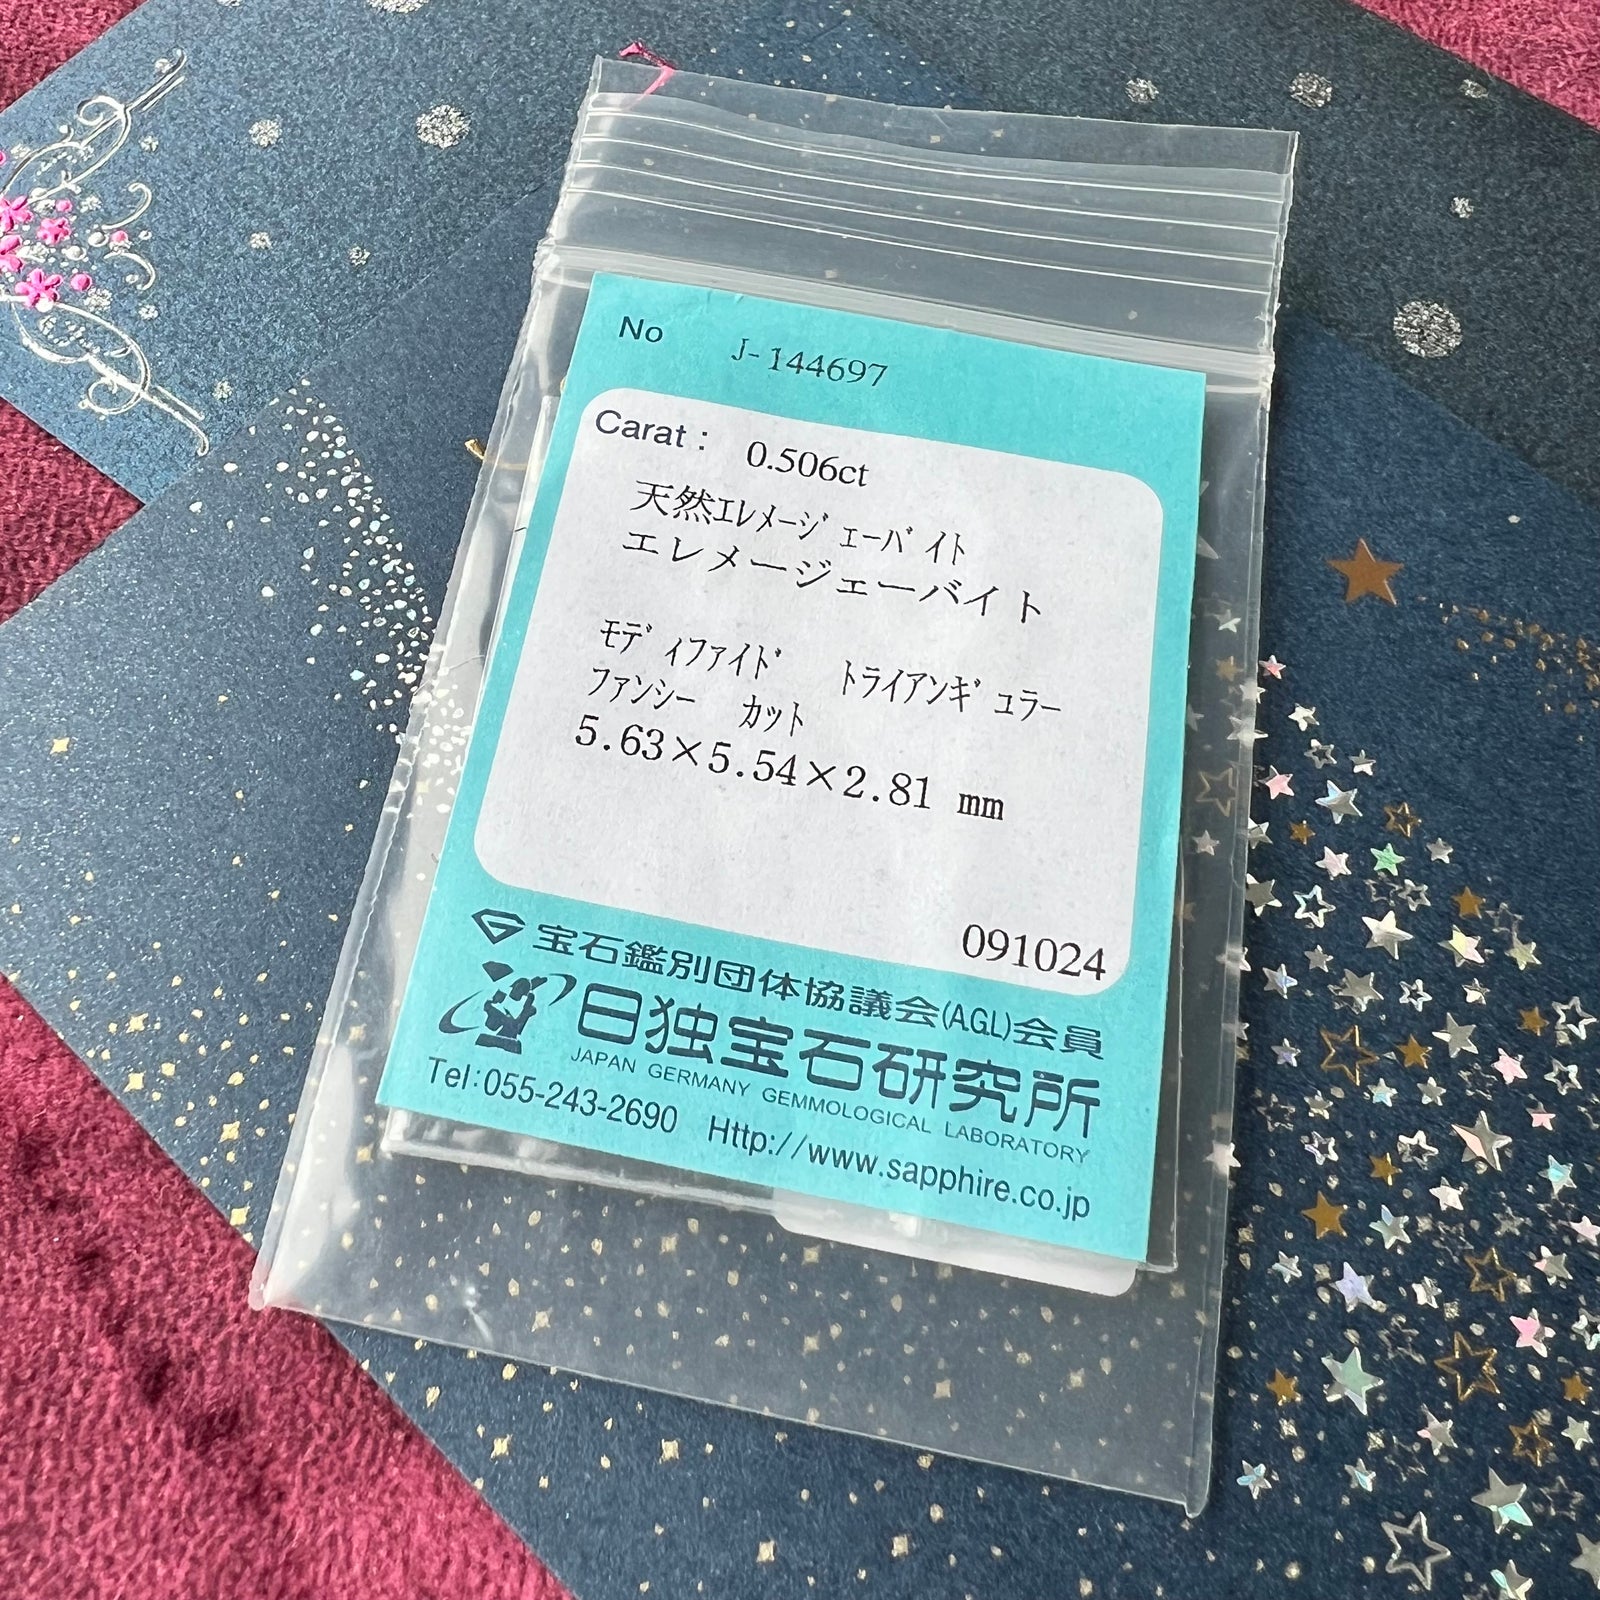 No J-144697
Carat: 0.506ct
天然ｴﾚﾒｰｼﾞｪｰﾊﾞｲﾄ
エレメージェーバイト
ﾓﾃﾞｨﾌｧｲﾄﾞ ﾄﾗｲｱﾝｷﾞｭﾗｰ
ﾌｧﾝｼｰ ｶｯﾄ
5.63×5.54×2.81 mm
091024
宝石鑑別団体協議会(AGL)会員
日独宝石研究所
JAPAN GERMANY GEMMOLOGICAL LABORATORY
Tel:055-243-2690 Http://www.sapphire.co.jp